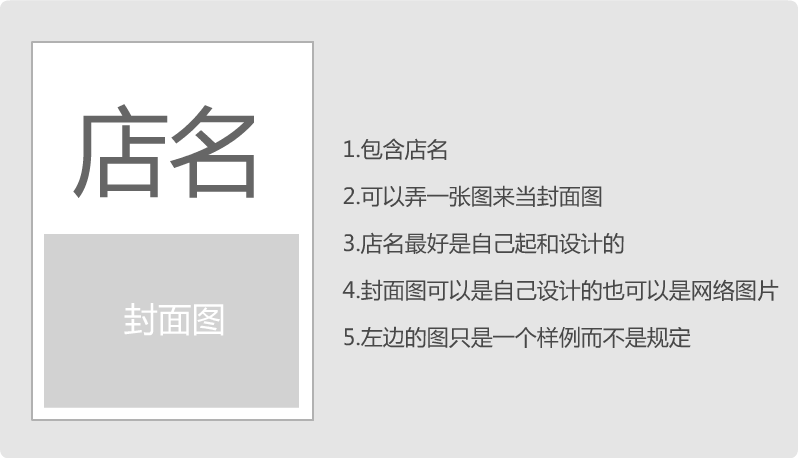 店名
封面图
1.包含店名
2.可以弄一张图来当封面图
3.店名最好是自己起和设计的
4.封面图可以是自己设计的也可以是网络图片
5.左边的图只是一个样例而不是规定